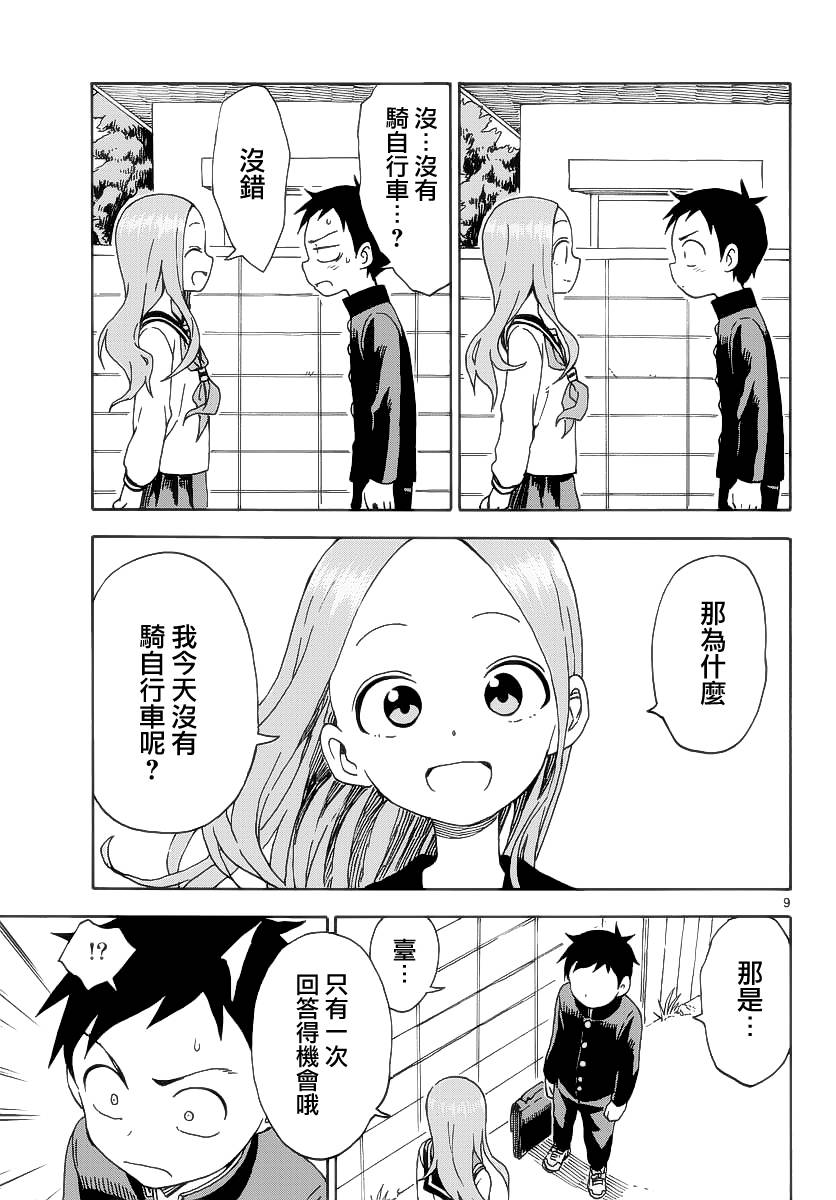 沒…沒有
騎自行車…？
沒錯
那為什麼
我今天沒有
騎自行車呢？
9
那是…
臺…
只有一次
回答得機會哦
!?